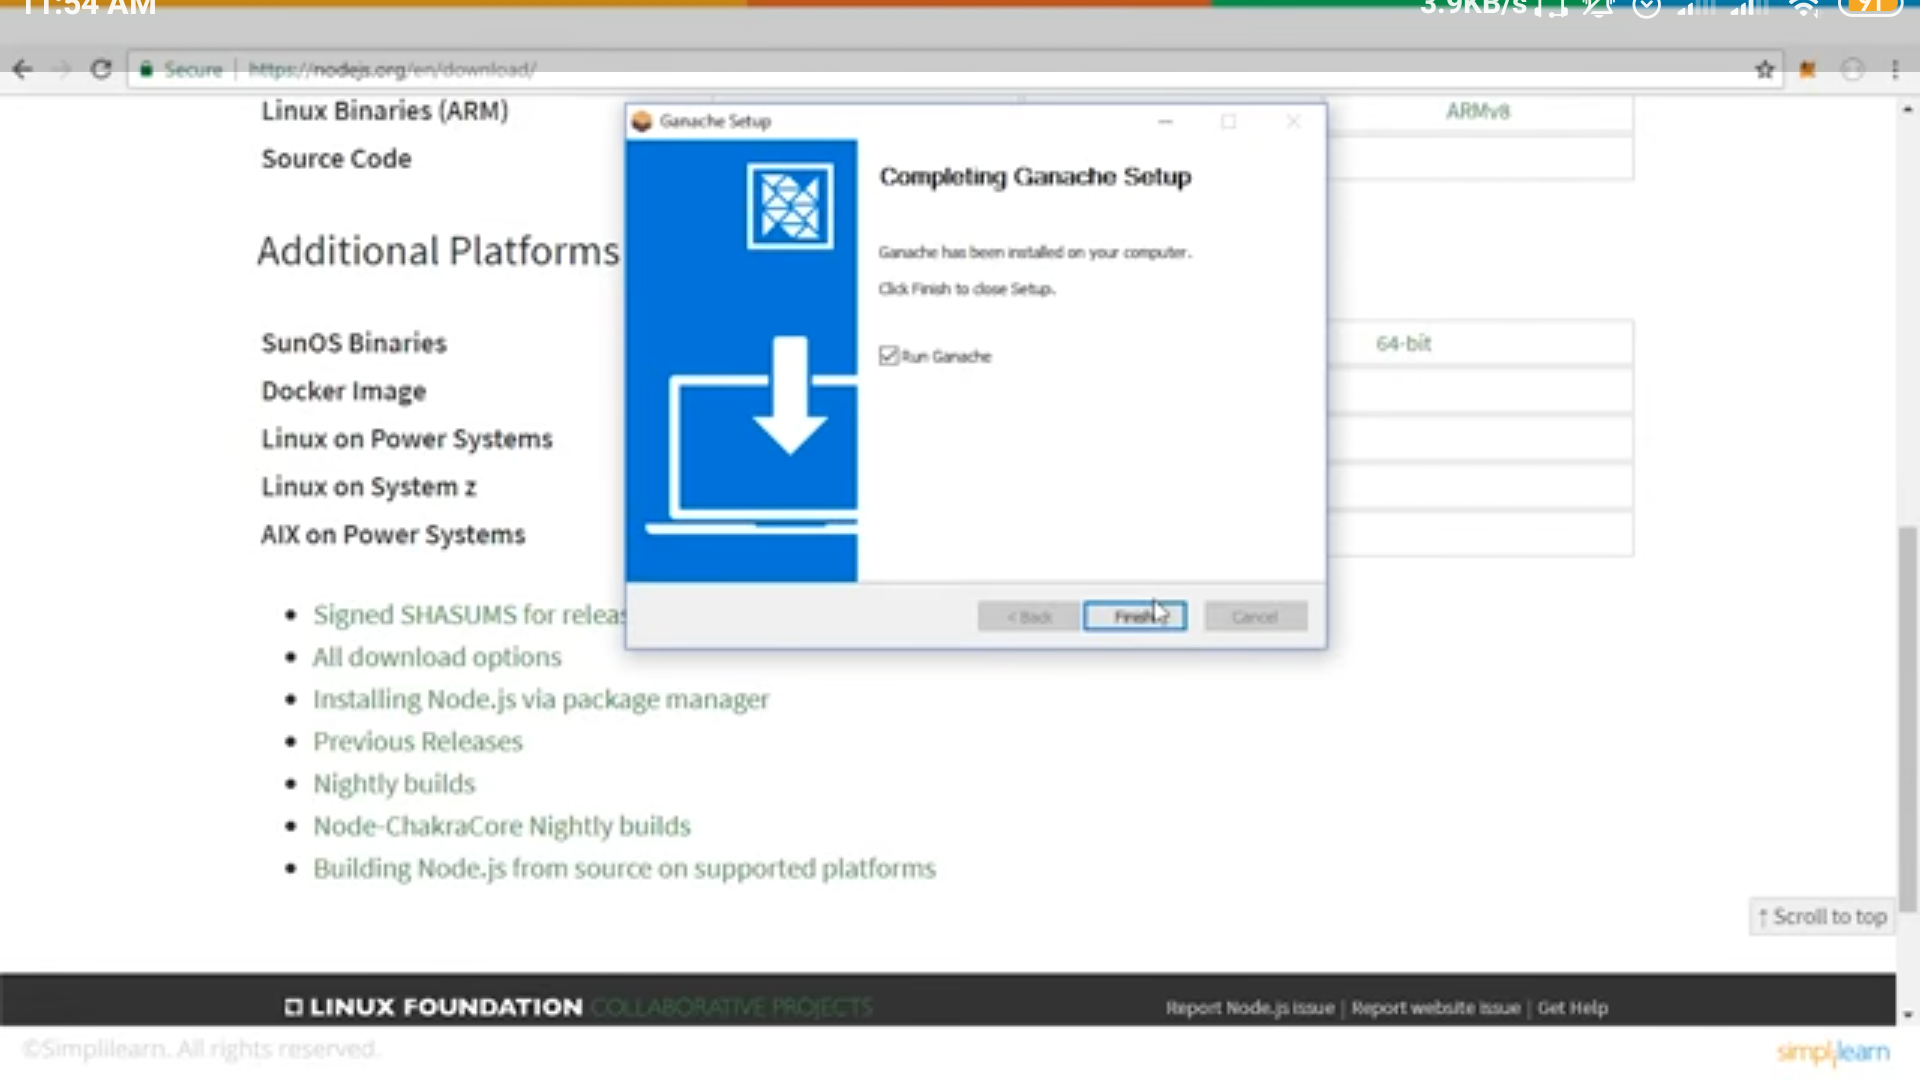 11:54 AM
3.9KB/s
91
Secure | https://nodejs.org/en/download/
Linux Binaries (ARM)
ARMv8
Source Code
Additional Platforms
SunOS Binaries
64-bit
Docker Image
Linux on Power Systems
Linux on System z
AIX on Power Systems
Signed SHASUMS for
All download options
Installing Node.js via package manager
Previous Releases
Nightly builds
Node-ChakraCore Nightly builds
Building Node.js from source on supported platforms
Ganache Setup
Completing Ganache Setup
Ganache has been installed on your computer.
Click Finish to close Setup.
Run Ganache
< Back
Finish
Cancel
↑ Scroll to top
LINUX FOUNDATION COLLABORATIVE PROJECTS
Report Node.js issue | Report website issue | Get Help
©Simplilearn. All rights reserved.
simplilearn